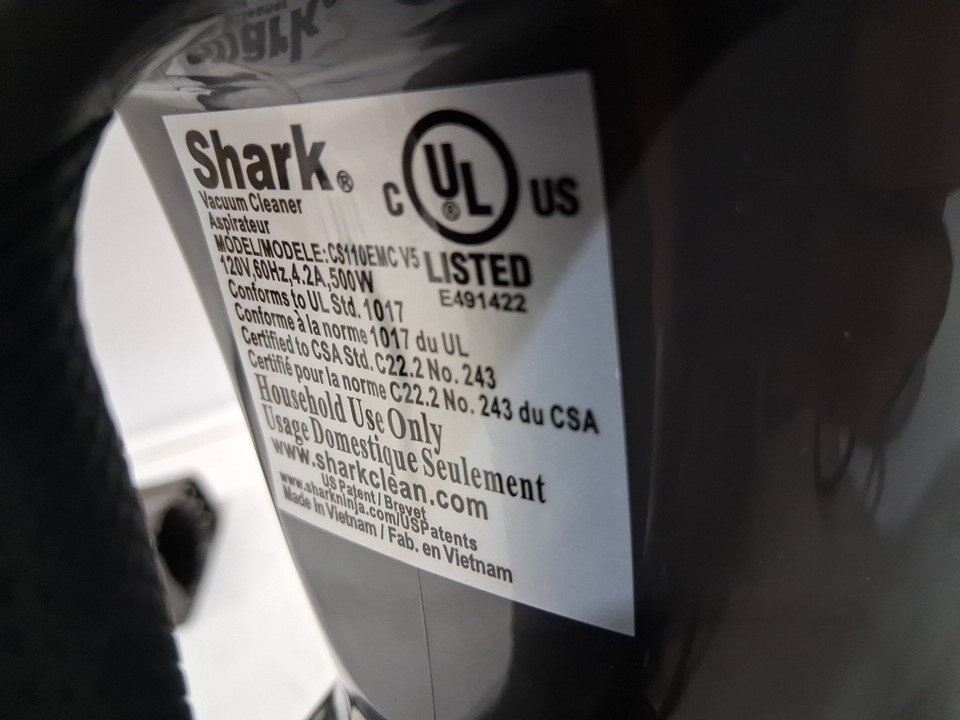 Shark®
Vacuum Cleaner
Aspirateur
MODEL/MODELE: CS110EMC V5
120V,60Hz,4.2A,500W
Conforms to UL Std. 1017
Conforme à la norme 1017 du UL
Certified to CSA Std. C22.2 No. 243
Certifié pour la norme C22.2 No. 243 du CSA
Household Use Only
Usage Domestique Seulement
www.sharkclean.com
US Patent / Brevet
www.sharkninja.com/USPatents
Made in Vietnam / Fab. en Vietnam
C UL® US
LISTED
E491422